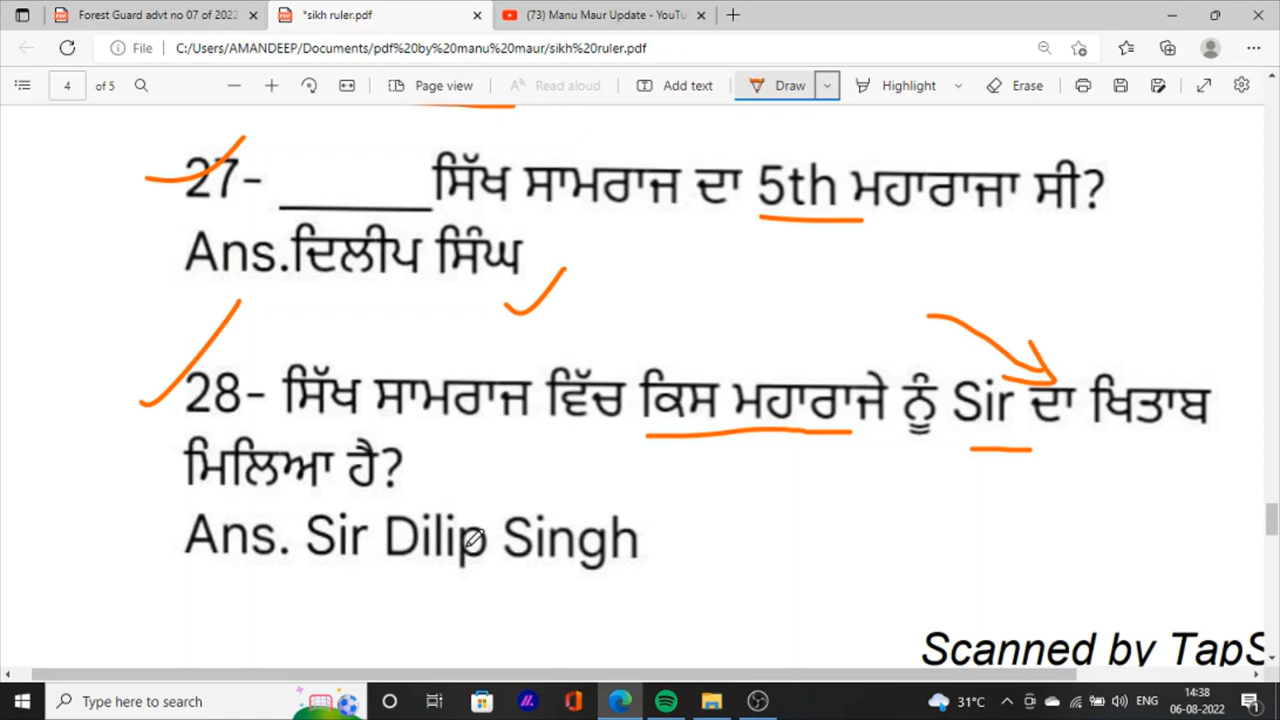 Forest Guard advt no 07 of 2022
*sikh ruler.pdf
(73) Manu Maur Update - YouTu
File C:/Users/AMANDEEP/Documents/pdf%20by%20manu%20maur/sikh%20ruler.pdf
4 of 5 Page view Read aloud Add text Draw Highlight Erase
27- ______ਸਿੱਖ ਸਾਮਰਾਜ ਦਾ 5th ਮਹਾਰਾਜਾ ਸੀ?
Ans.ਦਿਲੀਪ ਸਿੰਘ
28- ਸਿੱਖ ਸਾਮਰਾਜ ਵਿੱਚ ਕਿਸ ਮਹਾਰਾਜੇ ਨੂੰ Sir ਦਾ ਖਿਤਾਬ
ਮਿਲਿਆ ਹੈ?
Ans. Sir Dilip Singh
Scanned by TapS
Type here to search 31°C ENG 14:38
06-08-2022